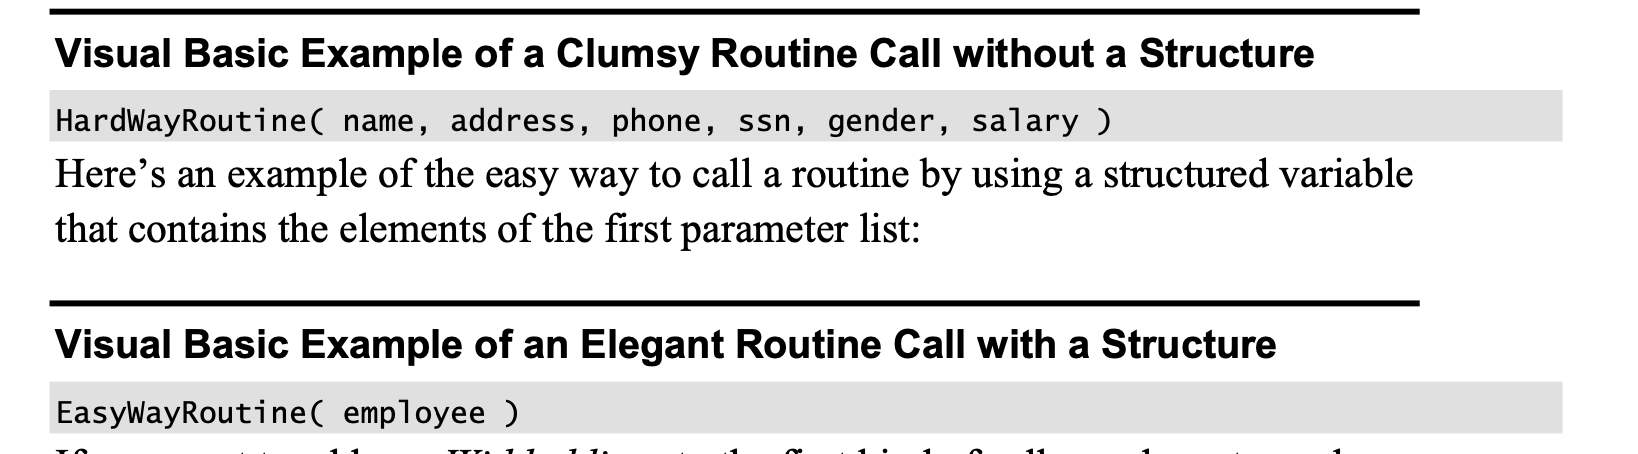 Visual Basic Example of a Clumsy Routine Call without a Structure
HardWayRoutine( name, address, phone, ssn, gender, salary )
Here’s an example of the easy way to call a routine by using a structured variable
that contains the elements of the first parameter list:
Visual Basic Example of an Elegant Routine Call with a Structure
EasyWayRoutine( employee )